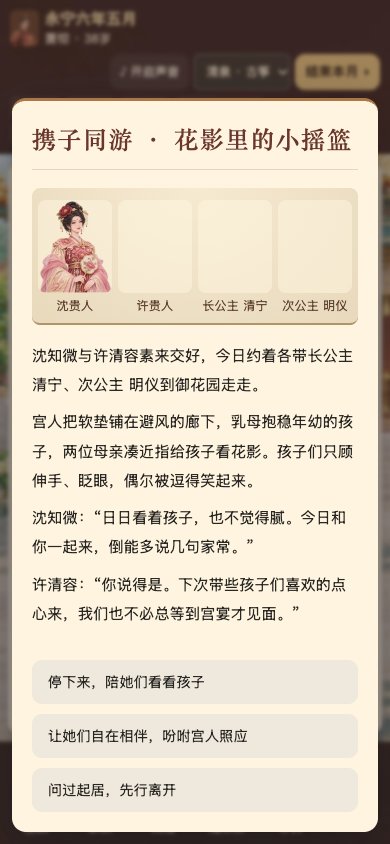 永宁六年五月
携子同游 · 花影里的小摇篮
沈贵人
许贵人
长公主 清宁
次公主 明仪
沈知微与许清容素来交好，今日约着各带长公主
清宁、次公主 明仪到御花园走走。
宫人把软垫铺在避风的廊下，乳母抱稳年幼的孩
子，两位母亲凑近指给孩子看花影。孩子们只顾
伸手、眨眼，偶尔被逗得笑起来。
沈知微：“日日看着孩子，也不觉得腻。今日和
你一起来，倒能多说几句家常。”
许清容：“你说得是。下次带些孩子们喜欢的点
心来，我们也不必总等到宫宴才见面。”
停下来，陪她们看看孩子
让她们自在相伴，吩咐宫人照应
问过起居，先行离开